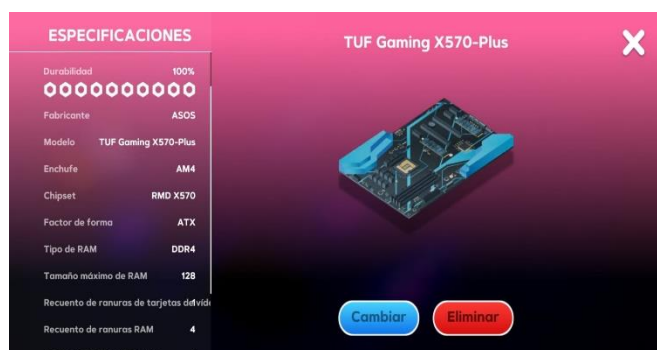 ESPECIFICACIONES
TUF Gaming X570-Plus
X
Durabilidad 100%
Fabricante ASOS
Modelo TUF Gaming X570-Plus
Enchufe AM4
Chipset RMD X570
Factor de forma ATX
Tipo de RAM DDR4
Tamaño máximo de RAM 128
Recuento de ranuras de tarjetas de víd 1
Recuento de ranuras RAM 4
Cambiar
Eliminar